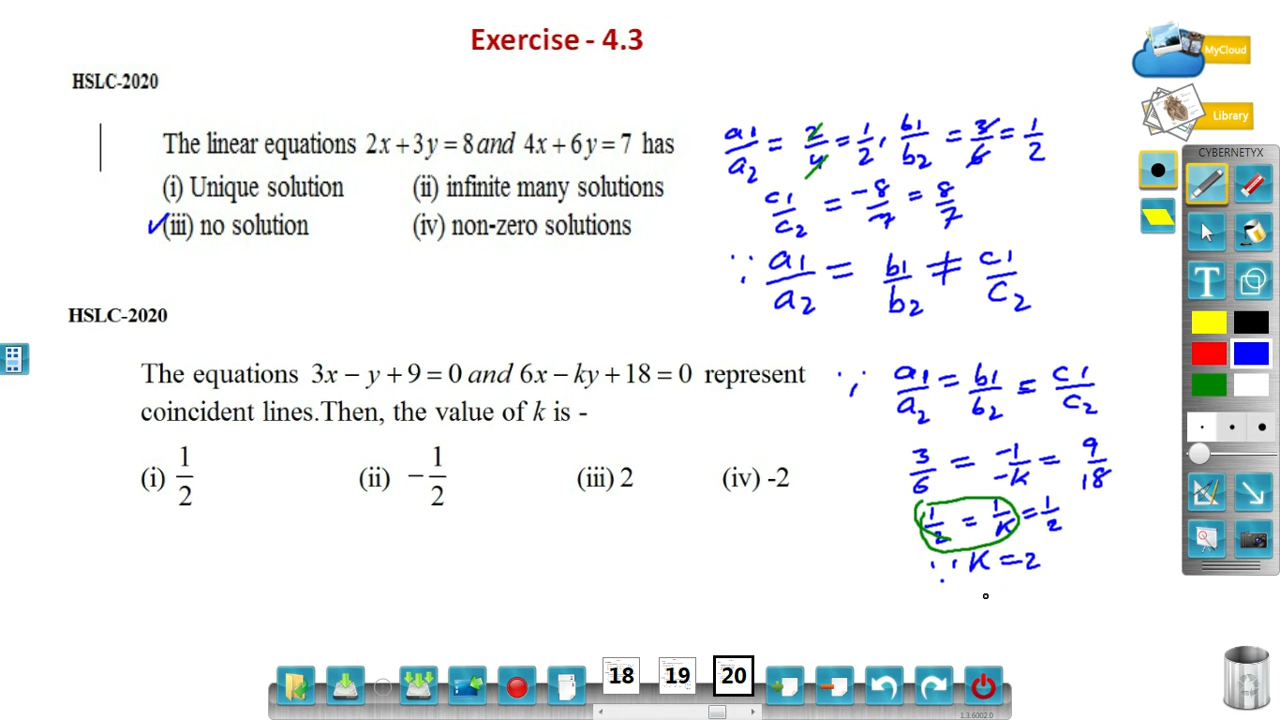 Exercise - 4.3
HSLC-2020
The linear equations 2x + 3y = 8 and 4x + 6y = 7 has
(i) Unique solution (ii) infinite many solutions
✓(iii) no solution (iv) non-zero solutions
a1/a2 = 2/4 = 1/2, b1/b2 = 3/6 = 1/2
c1/c2 = -8/-7 = 8/7
∵ a1/a2 = b1/b2 ≠ c1/c2
HSLC-2020
The equations 3x − y + 9 = 0 and 6x − ky + 18 = 0 represent
coincident lines.Then, the value of k is -
(i) 1/2 (ii) −1/2 (iii) 2 (iv) -2
∵ a1/a2 = b1/b2 = c1/c2
3/6 = -1/-k = 9/18
1/2 = 1/k = 1/2
∵ k = 2
MyCloud
Library
CYBERNETYX
T
18 19 20
1.3.6002.0